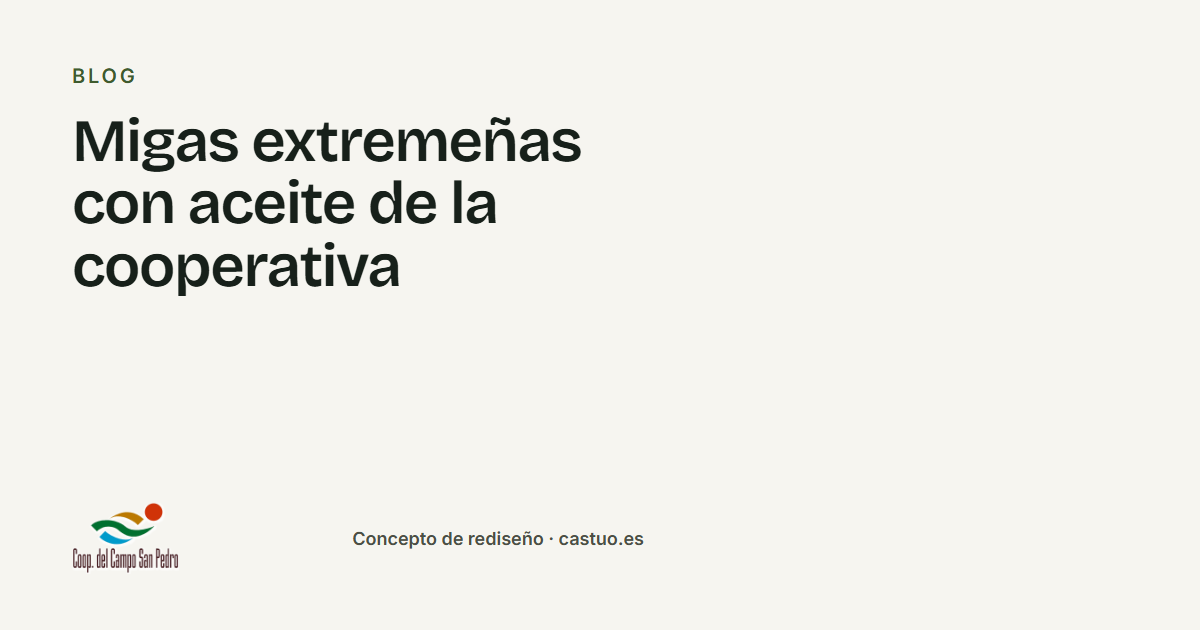 BLOG
Migas extremeñas
con aceite de la
cooperativa
Coop. del Campo San Pedro
Concepto de rediseño · castuo.es